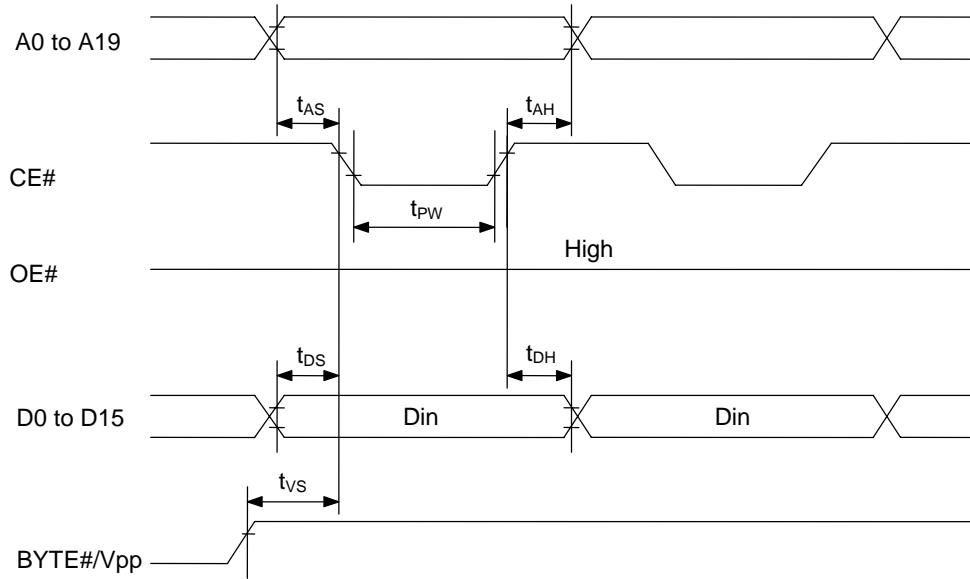 A0 to A19
tAS
tAH
CE#
tPW
High
OE#
tDS
tDH
D0 to D15
Din
Din
tVS
BYTE#/Vpp